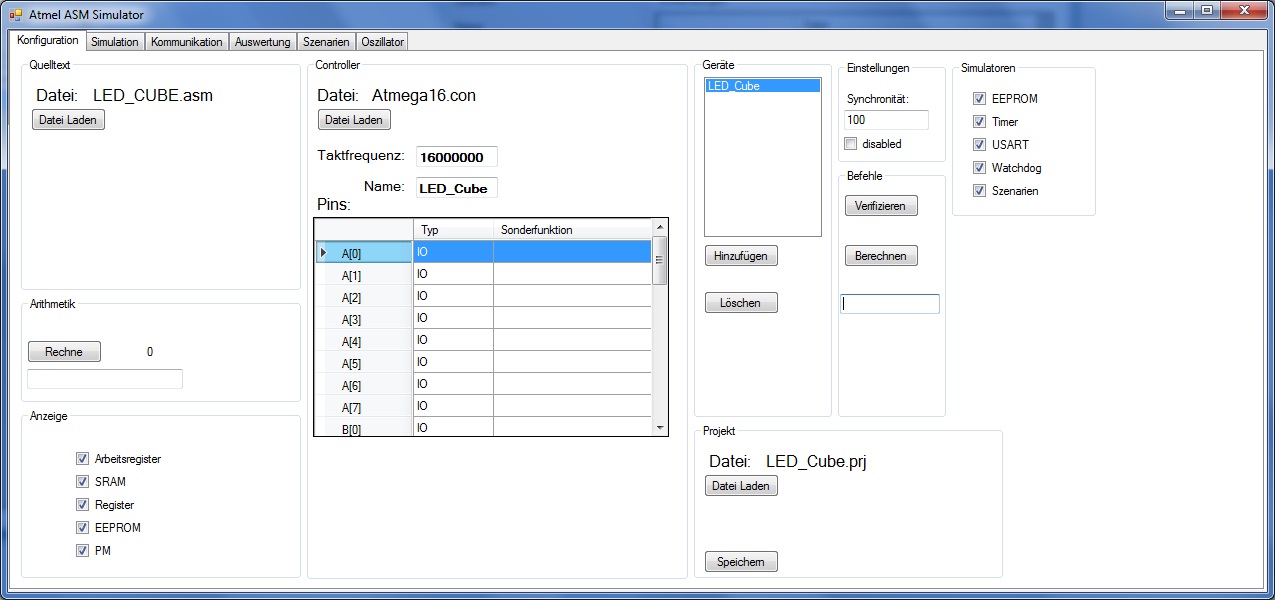 Atmel ASM Simulator
Konfiguration Simulation Kommunikation Auswertung Szenarien Oszillator
Quelltext
Datei: LED_CUBE.asm
Datei Laden
Arithmetik
Rechne 0
Anzeige
Arbeitsregister
SRAM
Register
EEPROM
PM
Controller
Datei: Atmega16.con
Datei Laden
Taktfrequenz: 16000000
Name: LED_Cube
Pins:
Typ Sonderfunktion
A[0] IO
A[1] IO
A[2] IO
A[3] IO
A[4] IO
A[5] IO
A[6] IO
A[7] IO
B[0] IO
Geräte
LED_Cube
Hinzufügen
Löschen
Einstellungen
Synchronität:
100
disabled
Befehle
Verifizieren
Berechnen
Simulatoren
EEPROM
Timer
USART
Watchdog
Szenarien
Projekt
Datei: LED_Cube.prj
Datei Laden
Speichern